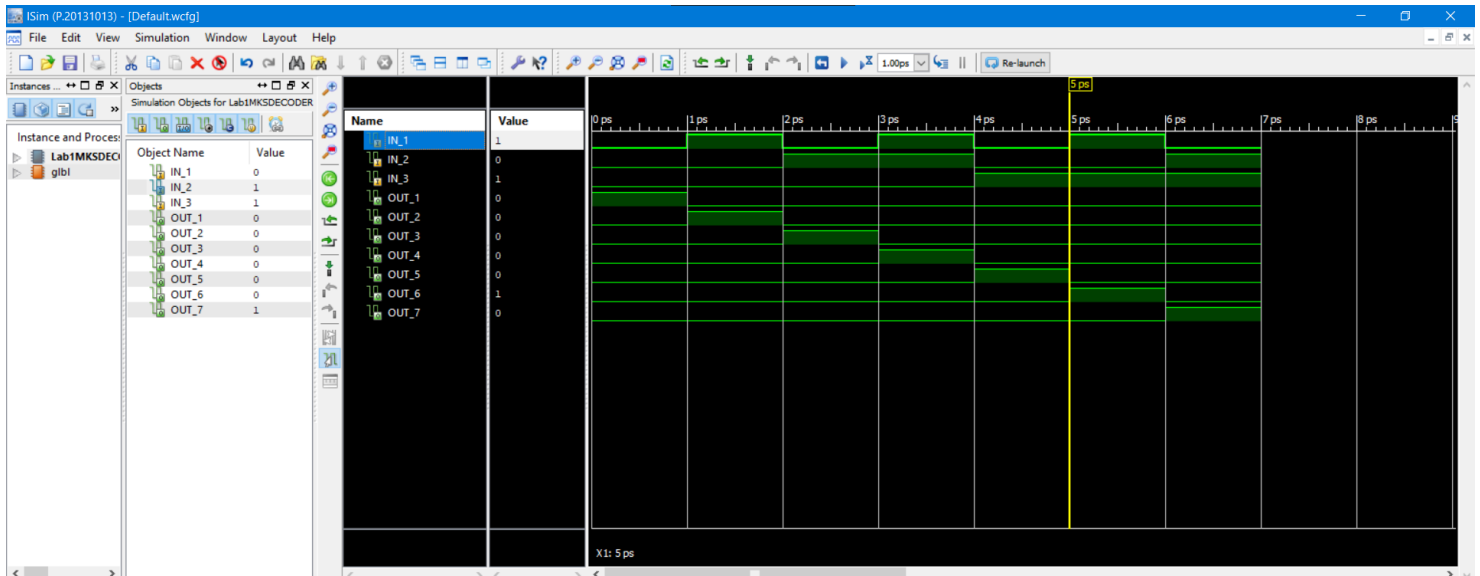 ISim (P.20131013) - [Default.wcfg]
File Edit View Simulation Window Layout Help
1.00ps Re-launch
Instances ...
»
Instance and Proces
Lab1MKSDEC
glbl
Objects
Simulation Objects for Lab1MKSDECODER
Object Name Value
IN_1 0
IN_2 1
IN_3 1
OUT_1 0
OUT_2 0
OUT_3 0
OUT_4 0
OUT_5 0
OUT_6 0
OUT_7 1
Name Value
IN_1 1
IN_2 0
IN_3 1
OUT_1 0
OUT_2 0
OUT_3 0
OUT_4 0
OUT_5 0
OUT_6 1
OUT_7 0
5 ps
0 ps 1 ps 2 ps 3 ps 4 ps 5 ps 6 ps 7 ps 8 ps
X1: 5 ps